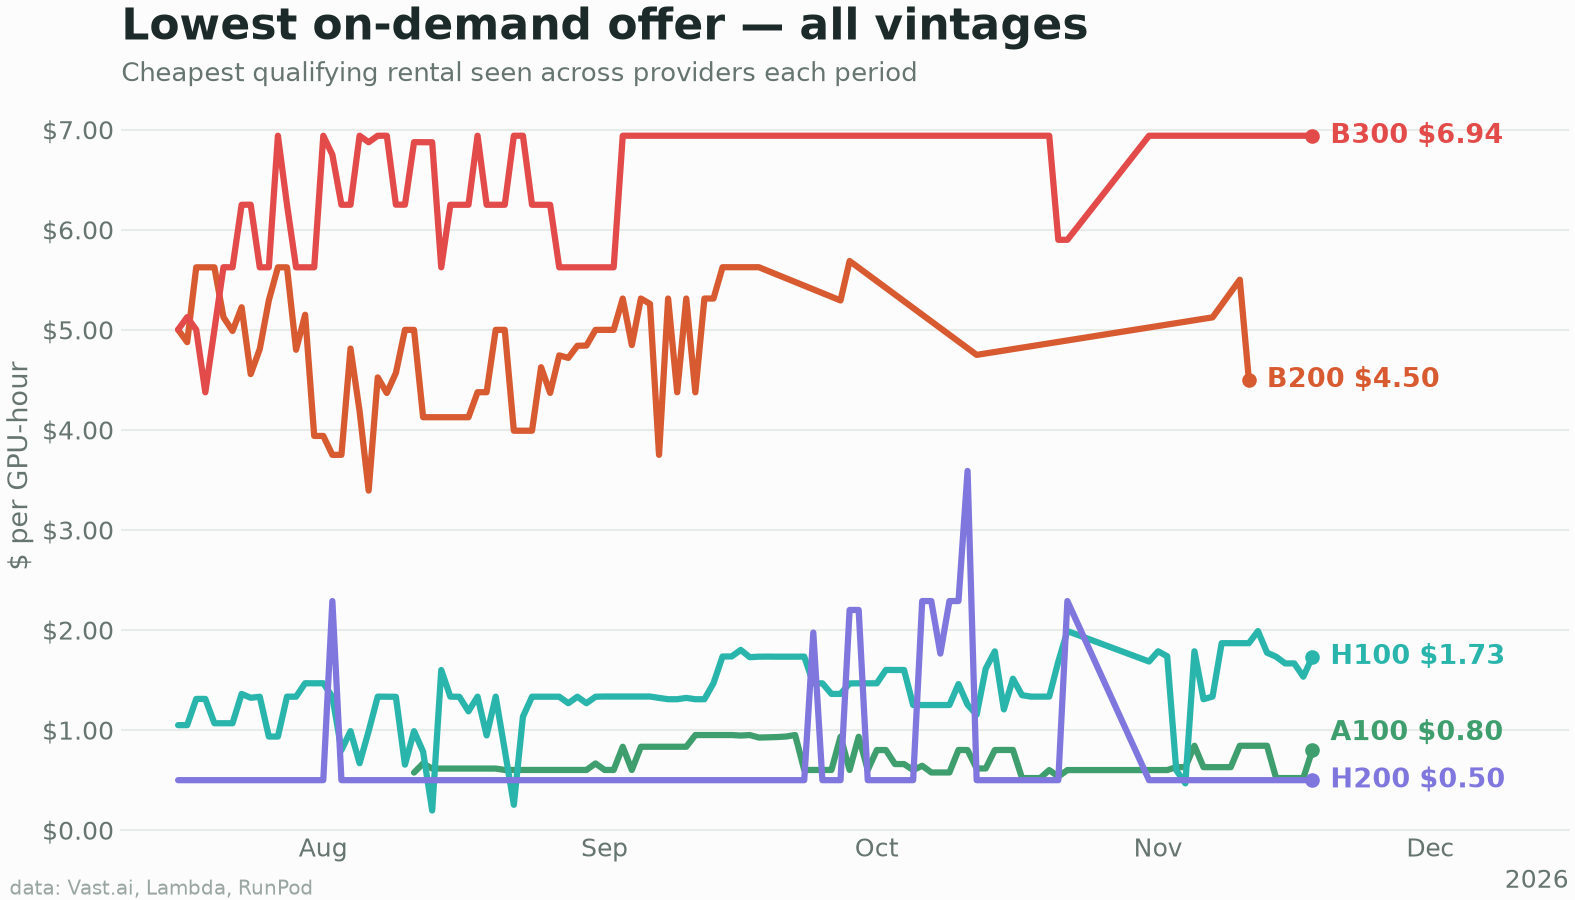 Lowest on-demand offer — all vintages
Cheapest qualifying rental seen across providers each period
$ per GPU-hour
$7.00
$6.00
$5.00
$4.00
$3.00
$2.00
$1.00
$0.00
B300 $6.94
B200 $4.50
H100 $1.73
A100 $0.80
H200 $0.50
Aug
Sep
Oct
Nov
Dec
2026
data: Vast.ai, Lambda, RunPod